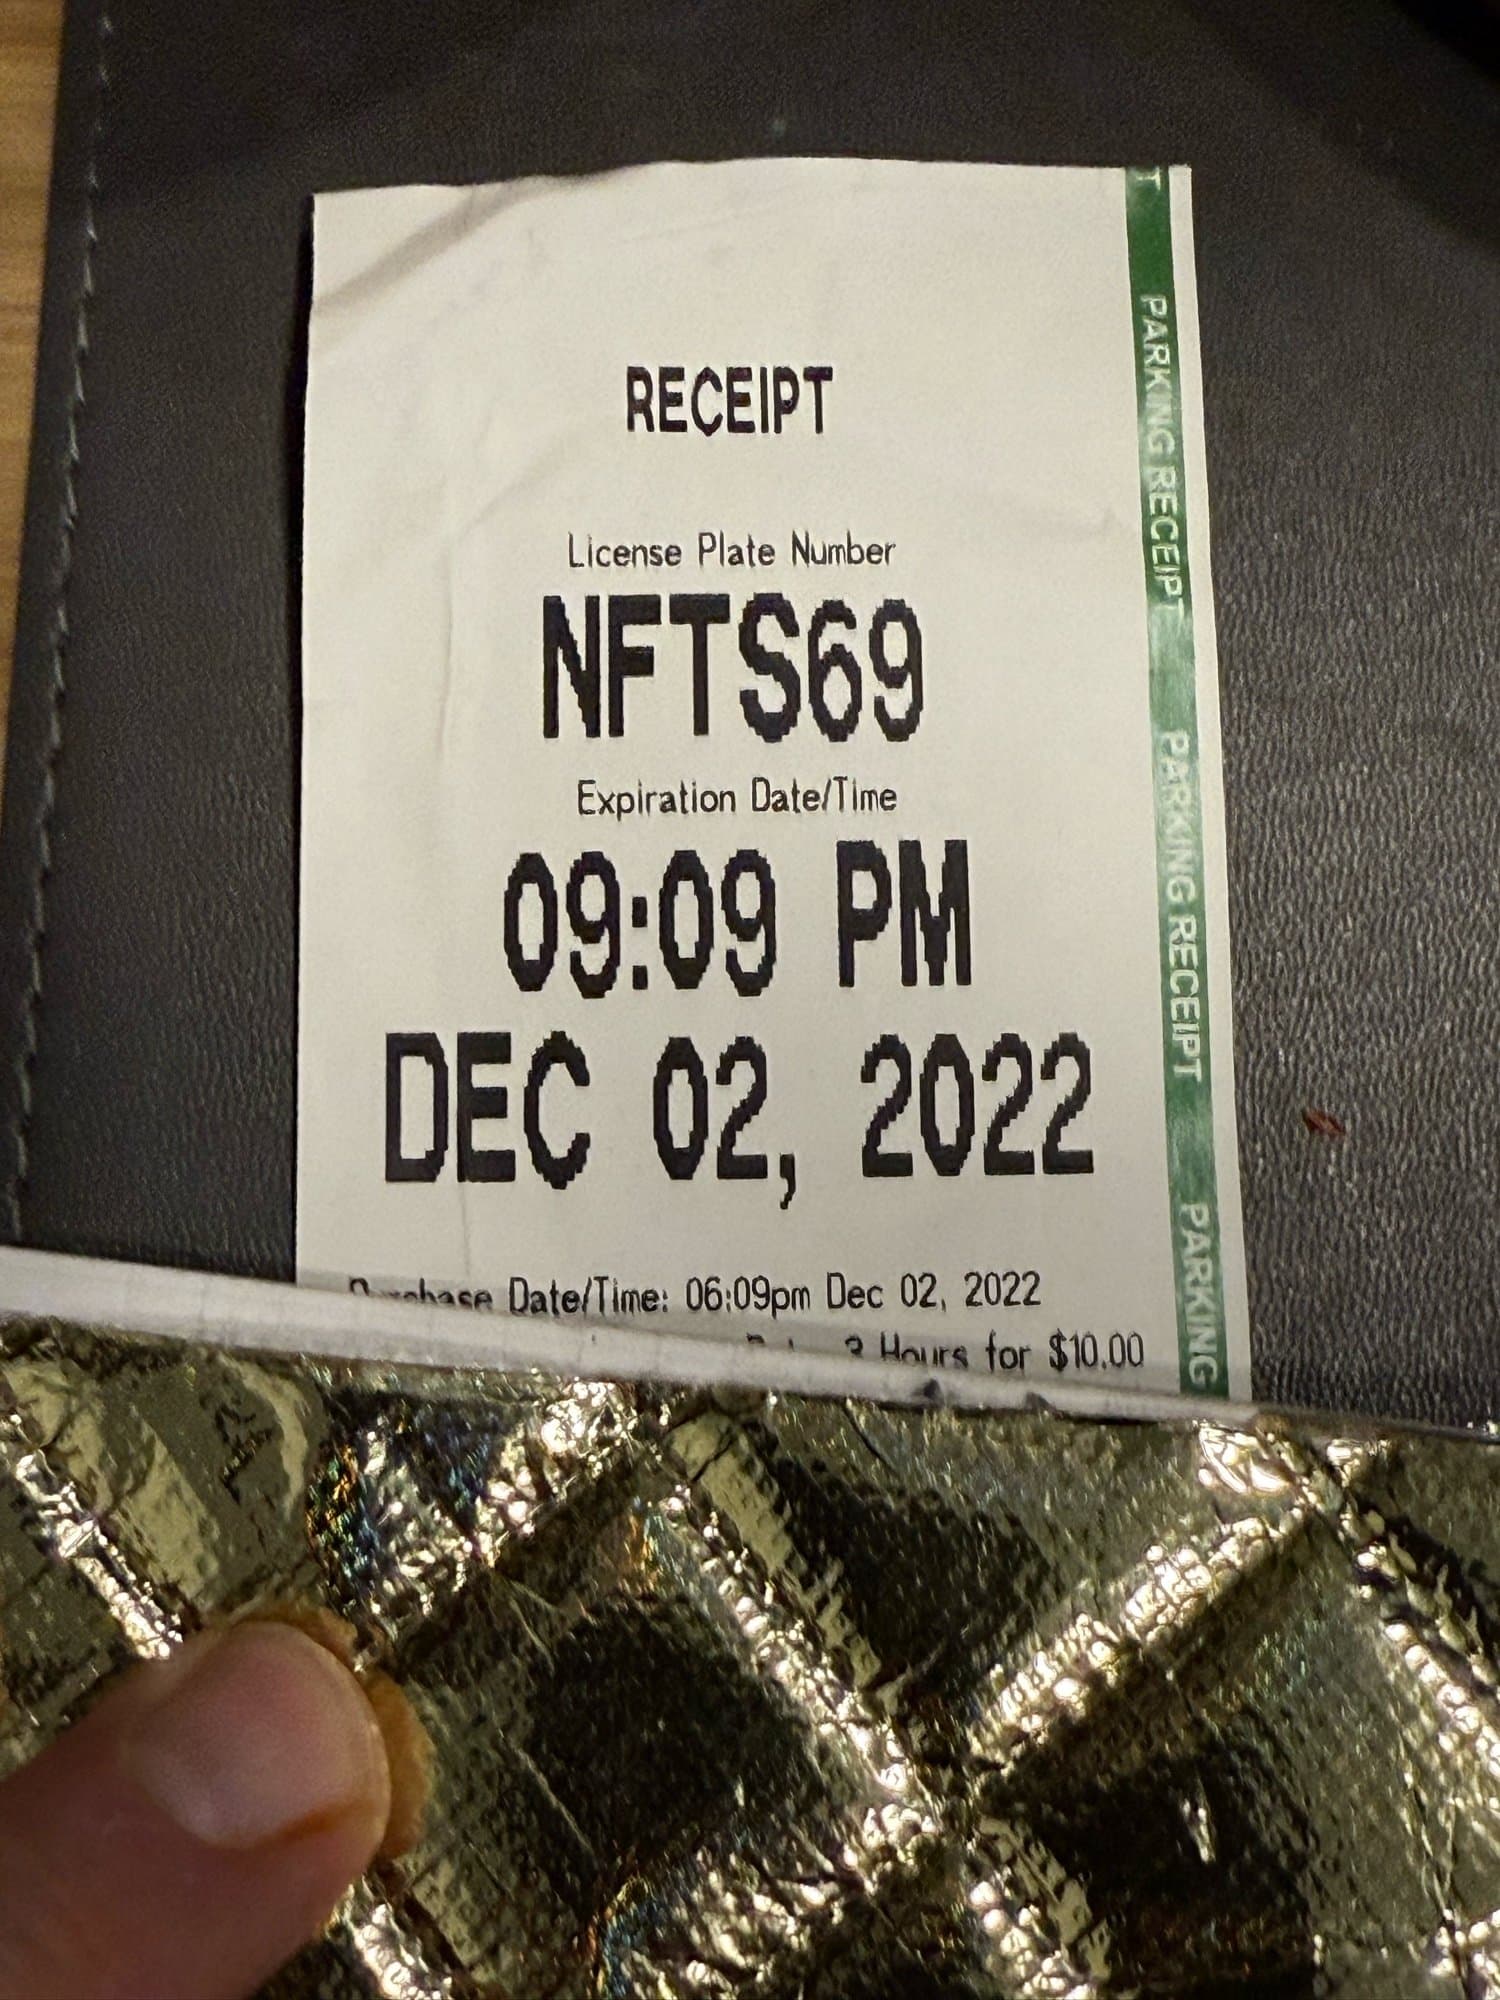 RECEIPT
License Plate Number
NFTS69
Expiration Date/Time
09:09 PM
DEC 02, 2022
Purchase Date/Time: 06:09pm Dec 02, 2022
Hours for $10.00
T PARKING RECEIPT PARKING RECEIPT PARKING